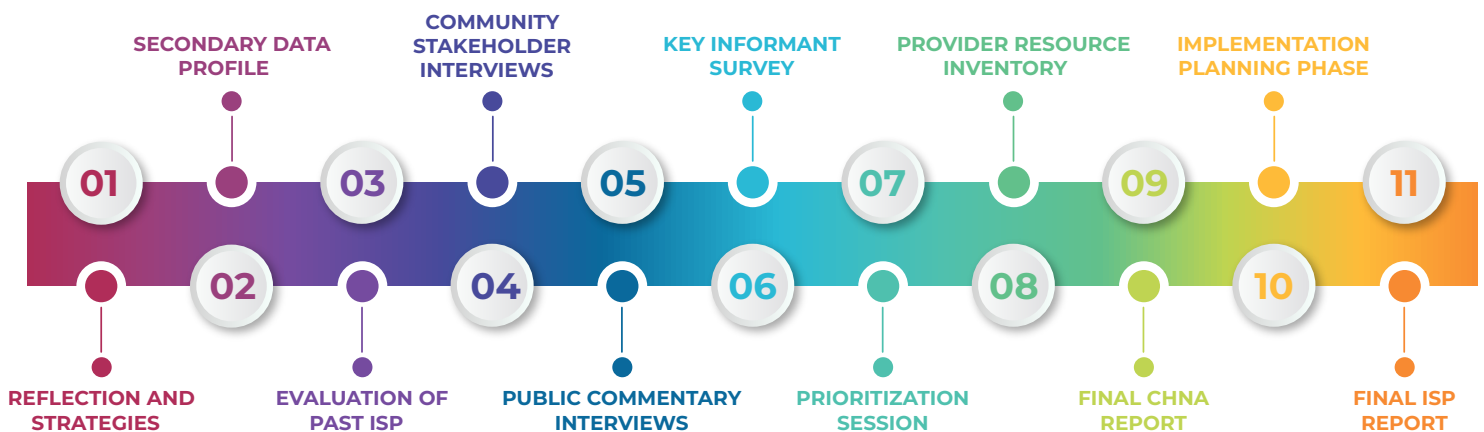 COMMUNITY
STAKEHOLDER
INTERVIEWS
SECONDARY DATA
PROFILE
KEY INFORMANT
SURVEY
PROVIDER RESOURCE
INVENTORY
IMPLEMENTATION
PLANNING PHASE
01
03
05
07
09
11
02
04
06
08
10
REFLECTION AND
STRATEGIES
EVALUATION OF
PAST ISP
PUBLIC COMMENTARY
INTERVIEWS
PRIORITIZATION
SESSION
FINAL CHNA
REPORT
FINAL ISP
REPORT